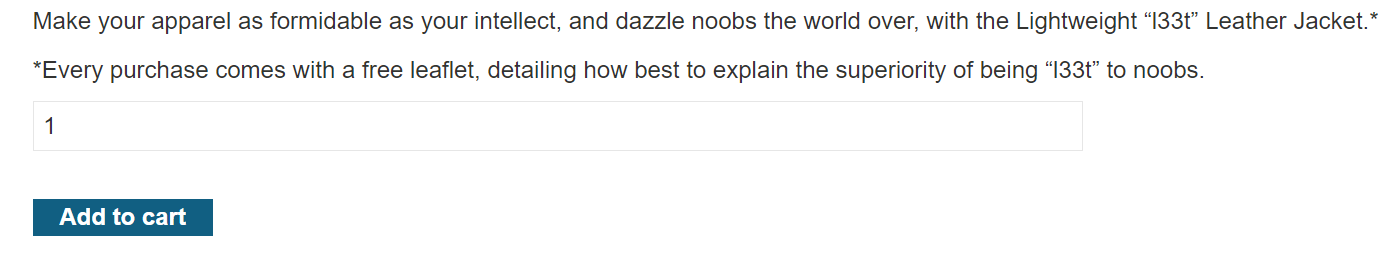 Make your apparel as formidable as your intellect, and dazzle noobs the world over, with the Lightweight “l33t” Leather Jacket.*
*Every purchase comes with a free leaflet, detailing how best to explain the superiority of being “l33t” to noobs.
1
Add to cart